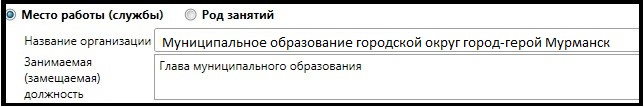 Место работы (службы) Род занятий
Название организации Муниципальное образование городской округ город-герой Мурманск
Занимаемая Глава муниципального образования
(замещаемая)
должность